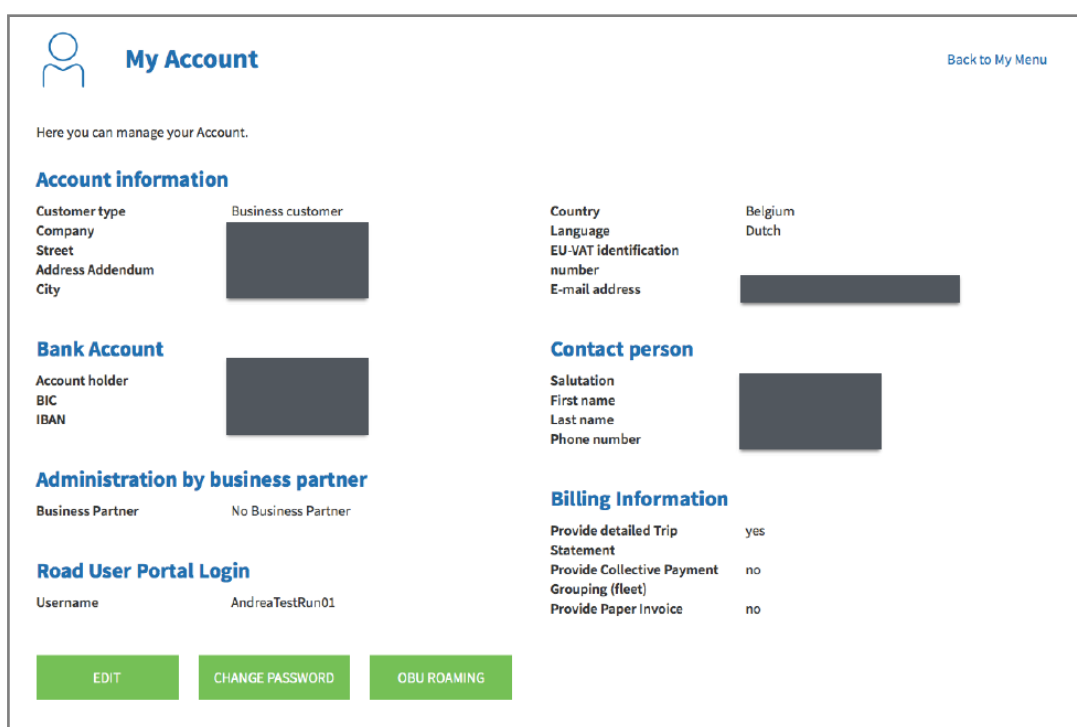 My Account
Back to My Menu
Here you can manage your Account.
Account information
Customer type Business customer
Company
Street
Address Addendum
City
Country Belgium
Language Dutch
EU-VAT identification
number
E-mail address
Bank Account
Account holder
BIC
IBAN
Contact person
Salutation
First name
Last name
Phone number
Administration by business partner
Business Partner No Business Partner
Road User Portal Login
Username AndreaTestRun01
Billing Information
Provide detailed Trip yes
Statement
Provide Collective Payment no
Grouping (fleet)
Provide Paper Invoice no
EDIT
CHANGE PASSWORD
OBU ROAMING